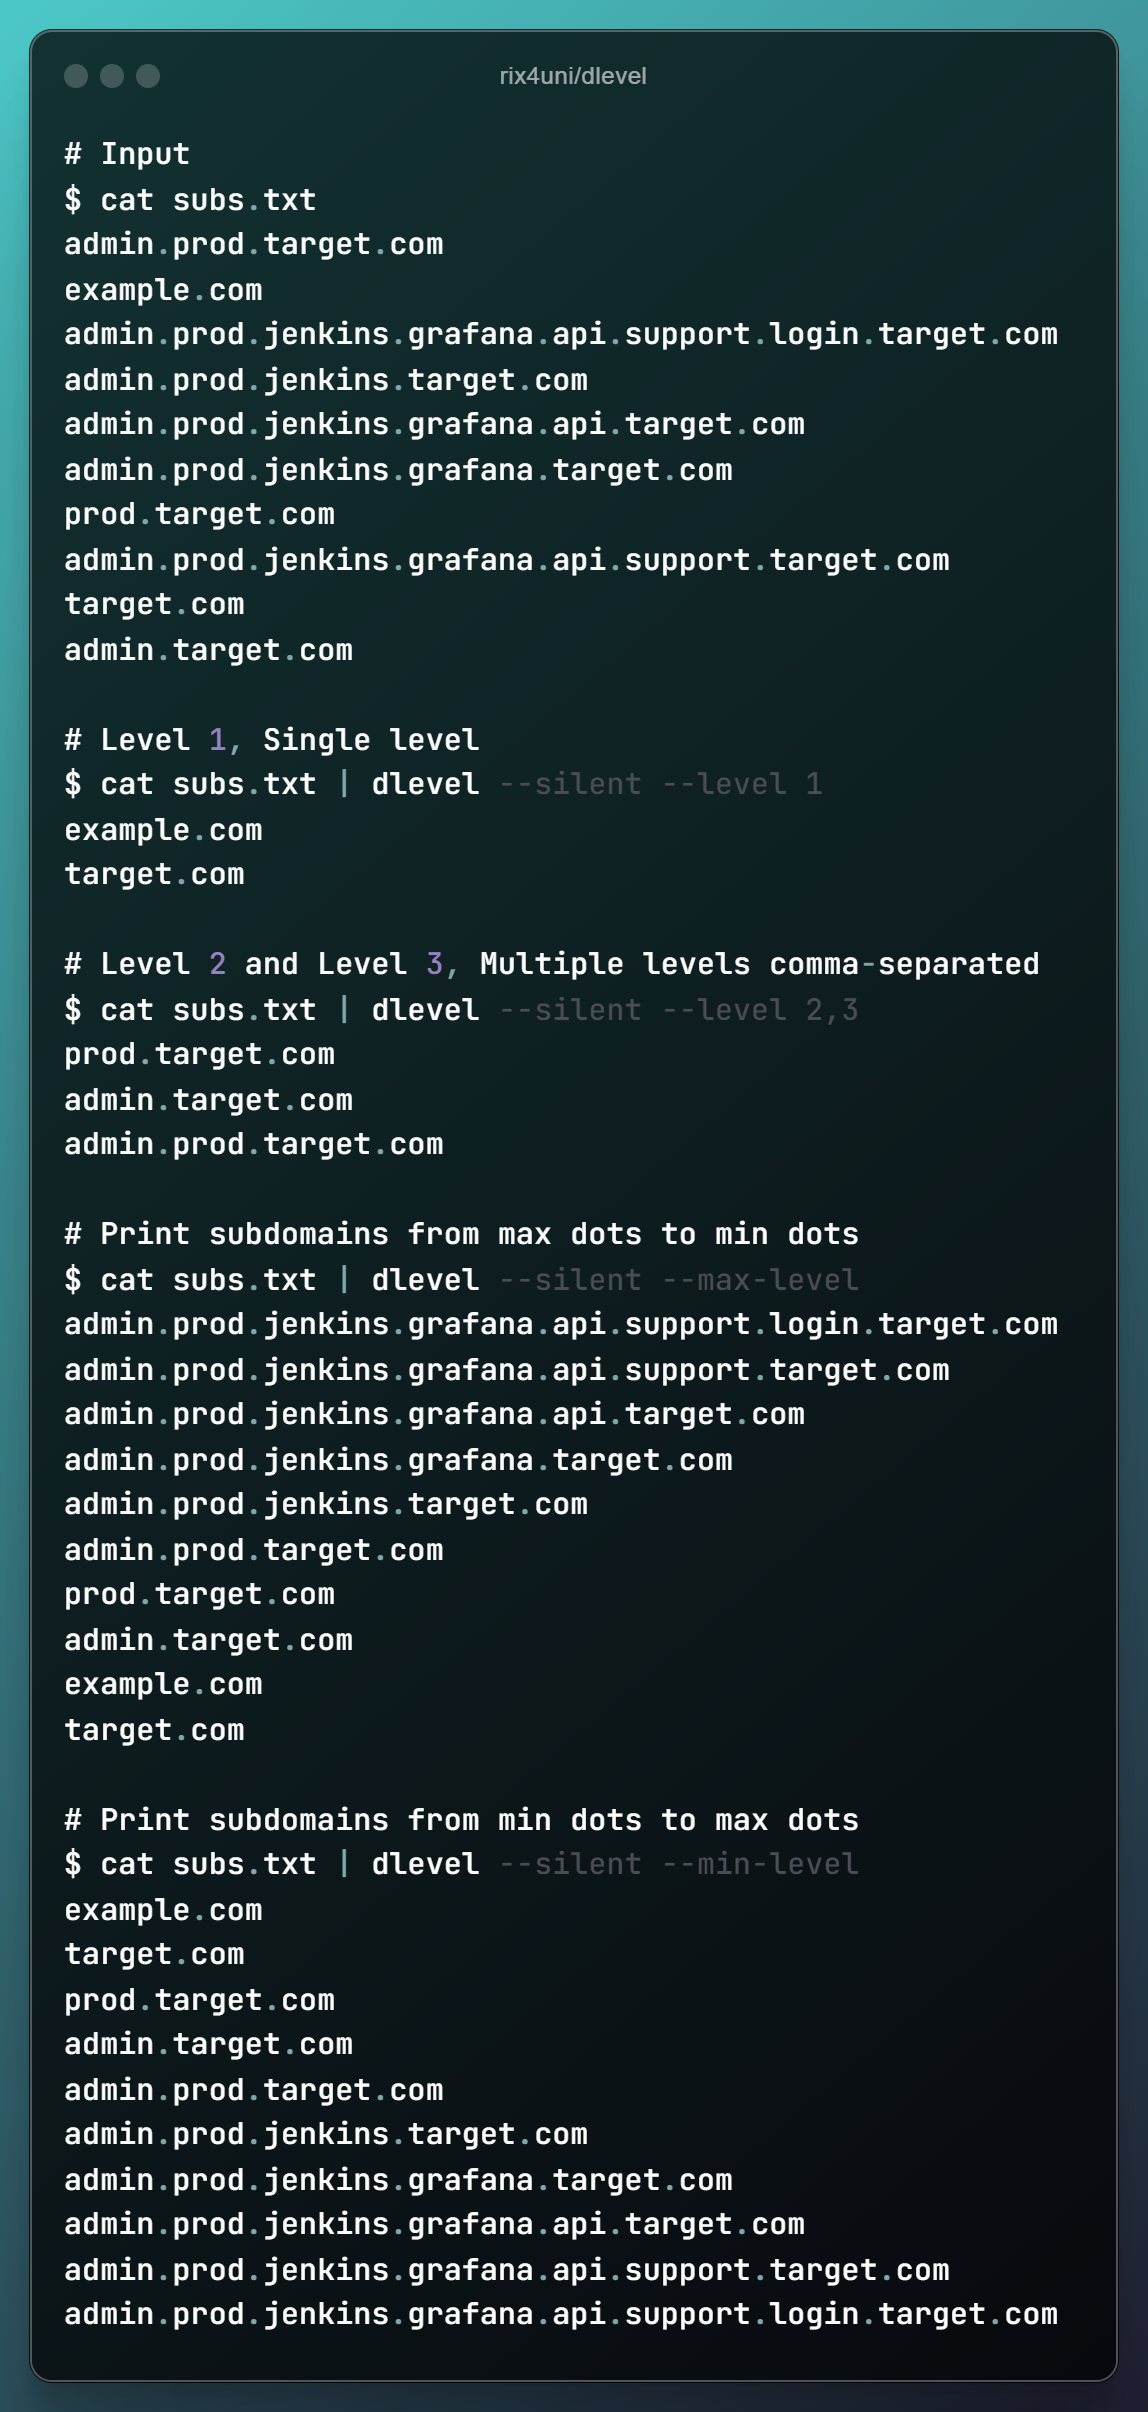 rix4uni/dlevel
# Input
$ cat subs.txt
admin.prod.target.com
example.com
admin.prod.jenkins.grafana.api.support.login.target.com
admin.prod.jenkins.target.com
admin.prod.jenkins.grafana.api.target.com
admin.prod.jenkins.grafana.target.com
prod.target.com
admin.prod.jenkins.grafana.api.support.target.com
target.com
admin.target.com
# Level 1, Single level
$ cat subs.txt | dlevel --silent --level 1
example.com
target.com
# Level 2 and Level 3, Multiple levels comma-separated
$ cat subs.txt | dlevel --silent --level 2,3
prod.target.com
admin.target.com
admin.prod.target.com
# Print subdomains from max dots to min dots
$ cat subs.txt | dlevel --silent --max-level
admin.prod.jenkins.grafana.api.support.login.target.com
admin.prod.jenkins.grafana.api.support.target.com
admin.prod.jenkins.grafana.api.target.com
admin.prod.jenkins.grafana.target.com
admin.prod.jenkins.target.com
admin.prod.target.com
prod.target.com
admin.target.com
example.com
target.com
# Print subdomains from min dots to max dots
$ cat subs.txt | dlevel --silent --min-level
example.com
target.com
prod.target.com
admin.target.com
admin.prod.target.com
admin.prod.jenkins.target.com
admin.prod.jenkins.grafana.target.com
admin.prod.jenkins.grafana.api.target.com
admin.prod.jenkins.grafana.api.support.target.com
admin.prod.jenkins.grafana.api.support.login.target.com